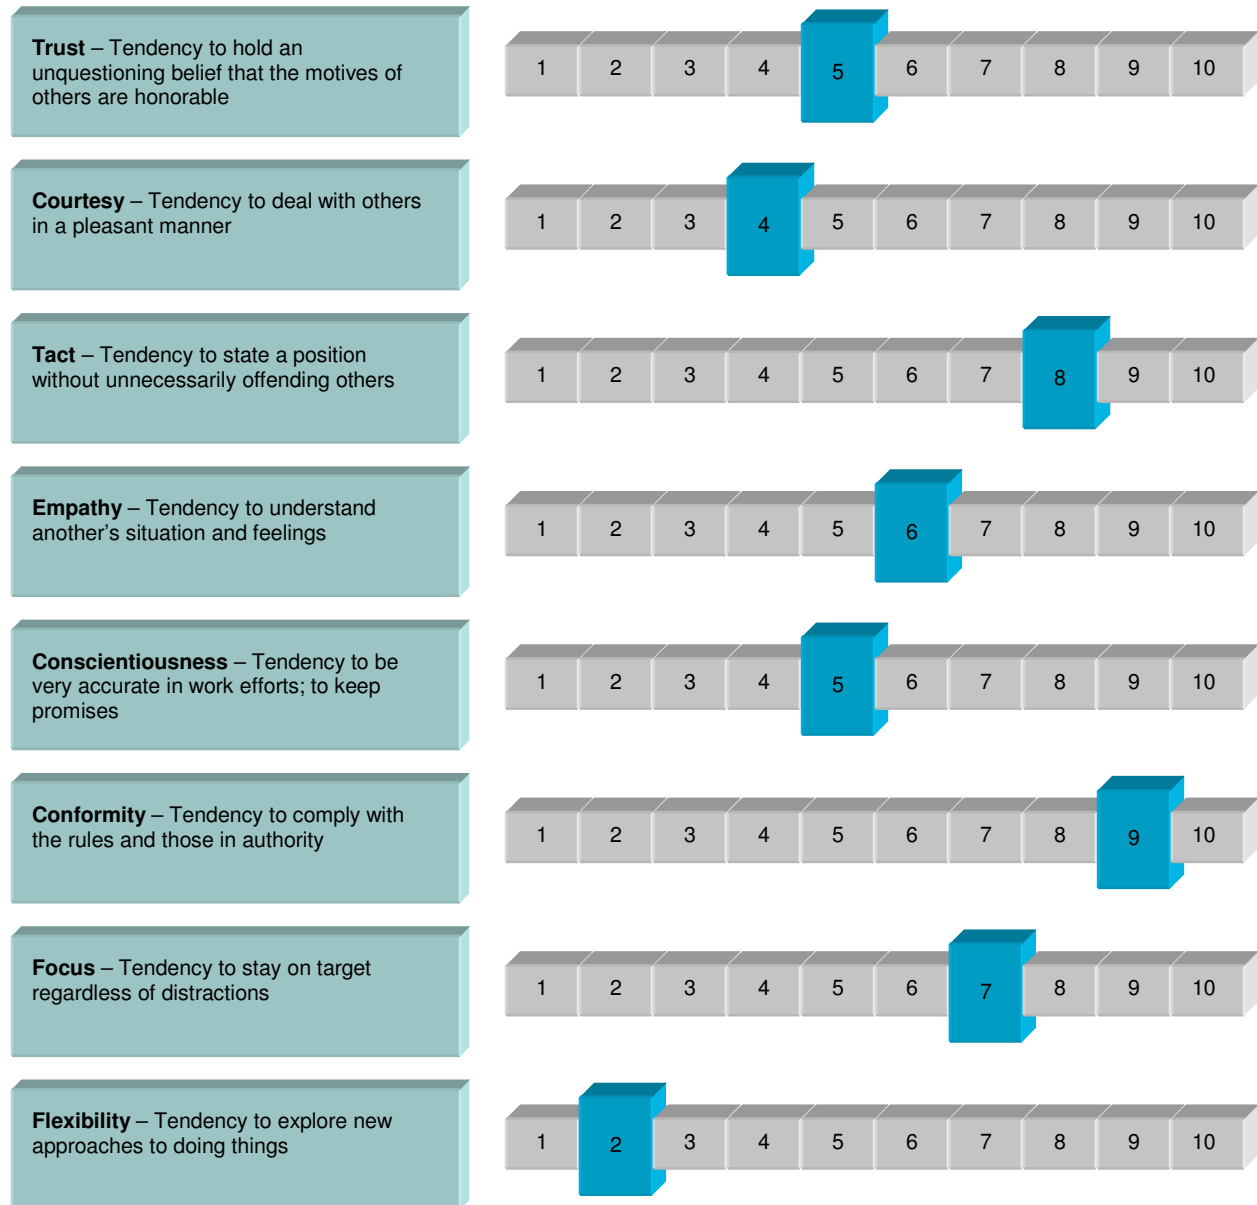 Trust – Tendency to hold an
unquestioning belief that the motives of
others are honorable
1 2 3 4 5 6 7 8 9 10
Courtesy – Tendency to deal with others
in a pleasant manner
1 2 3 4 5 6 7 8 9 10
Tact – Tendency to state a position
without unnecessarily offending others
1 2 3 4 5 6 7 8 9 10
Empathy – Tendency to understand
another’s situation and feelings
1 2 3 4 5 6 7 8 9 10
Conscientiousness – Tendency to be
very accurate in work efforts; to keep
promises
1 2 3 4 5 6 7 8 9 10
Conformity – Tendency to comply with
the rules and those in authority
1 2 3 4 5 6 7 8 9 10
Focus – Tendency to stay on target
regardless of distractions
1 2 3 4 5 6 7 8 9 10
Flexibility – Tendency to explore new
approaches to doing things
1 2 3 4 5 6 7 8 9 10